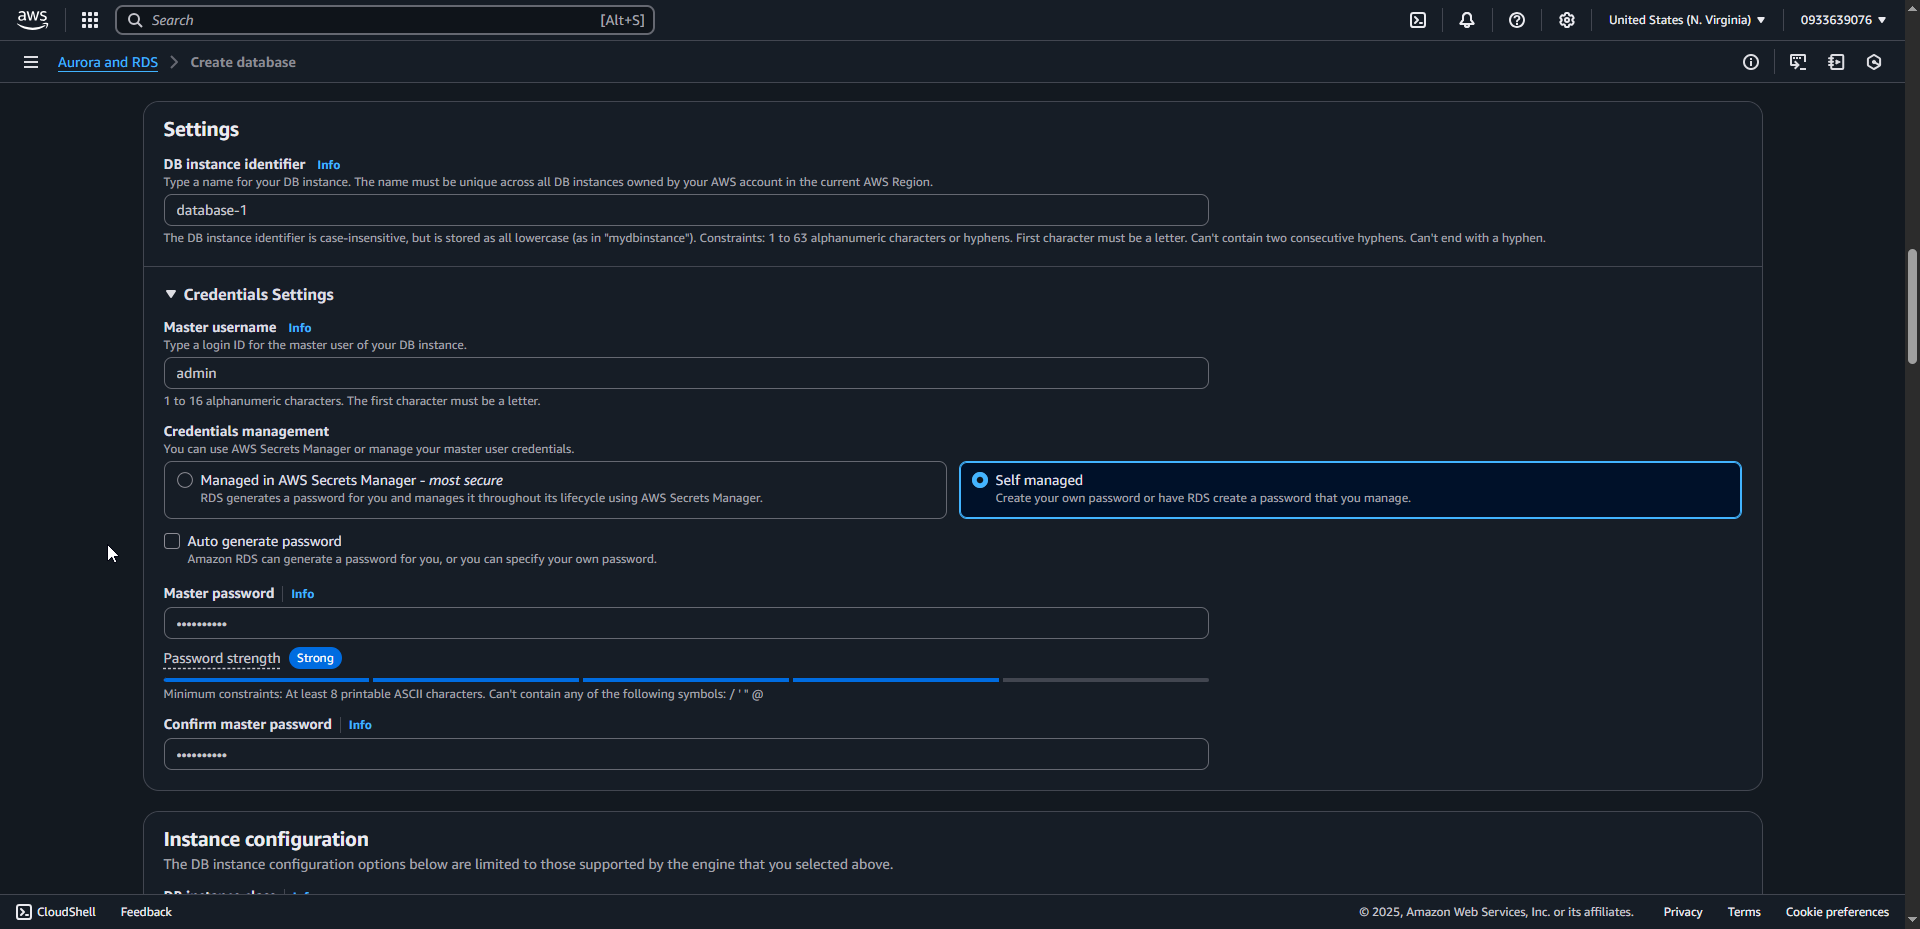 aws
Search [Alt+S]
United States (N. Virginia)
0933639076
Aurora and RDS
Create database
Settings
DB instance identifier Info
Type a name for your DB instance. The name must be unique across all DB instances owned by your AWS account in the current AWS Region.
database-1
The DB instance identifier is case-insensitive, but is stored as all lowercase (as in "mydbinstance"). Constraints: 1 to 63 alphanumeric characters or hyphens. First character must be a letter. Can't contain two consecutive hyphens. Can't end with a hyphen.
Credentials Settings
Master username Info
Type a login ID for the master user of your DB instance.
admin
1 to 16 alphanumeric characters. The first character must be a letter.
Credentials management
You can use AWS Secrets Manager or manage your master user credentials.
Managed in AWS Secrets Manager - most secure
RDS generates a password for you and manages it throughout its lifecycle using AWS Secrets Manager.
Self managed
Create your own password or have RDS create a password that you manage.
Auto generate password
Amazon RDS can generate a password for you, or you can specify your own password.
Master password Info
••••••••••
Password strength Strong
Minimum constraints: At least 8 printable ASCII characters. Can't contain any of the following symbols: / ' " @
Confirm master password Info
••••••••••
Instance configuration
The DB instance configuration options below are limited to those supported by the engine that you selected above.
DB instance class Info
CloudShell
Feedback
© 2025, Amazon Web Services, Inc. or its affiliates.
Privacy
Terms
Cookie preferences